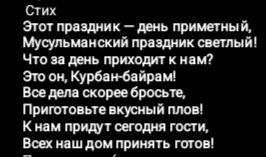 Стих
Этот праздник — день приметный,
Мусульманский праздник светлый!
Что за день приходит к нам?
Это он, Курбан-байрам!
Все дела скорее бросьте,
Приготовьте вкусный плов!
К нам придут сегодня гости,
Всех наш дом принять готов!